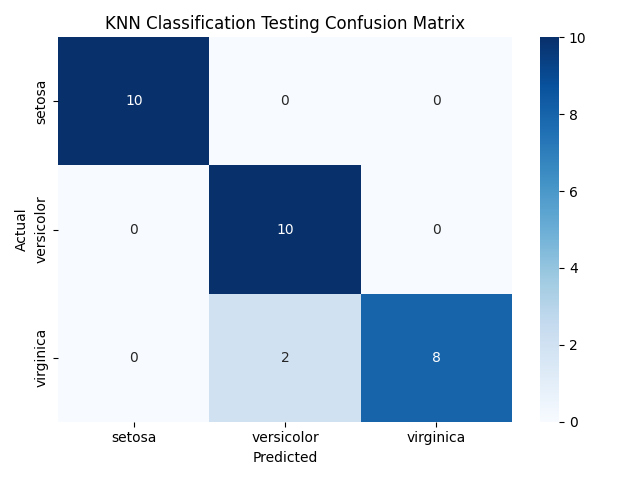 KNN Classification Testing Confusion Matrix
setosa
10 0 0
versicolor
0 10 0
virginica
0 2 8
Actual
setosa versicolor virginica
Predicted
10
8
6
4
2
0